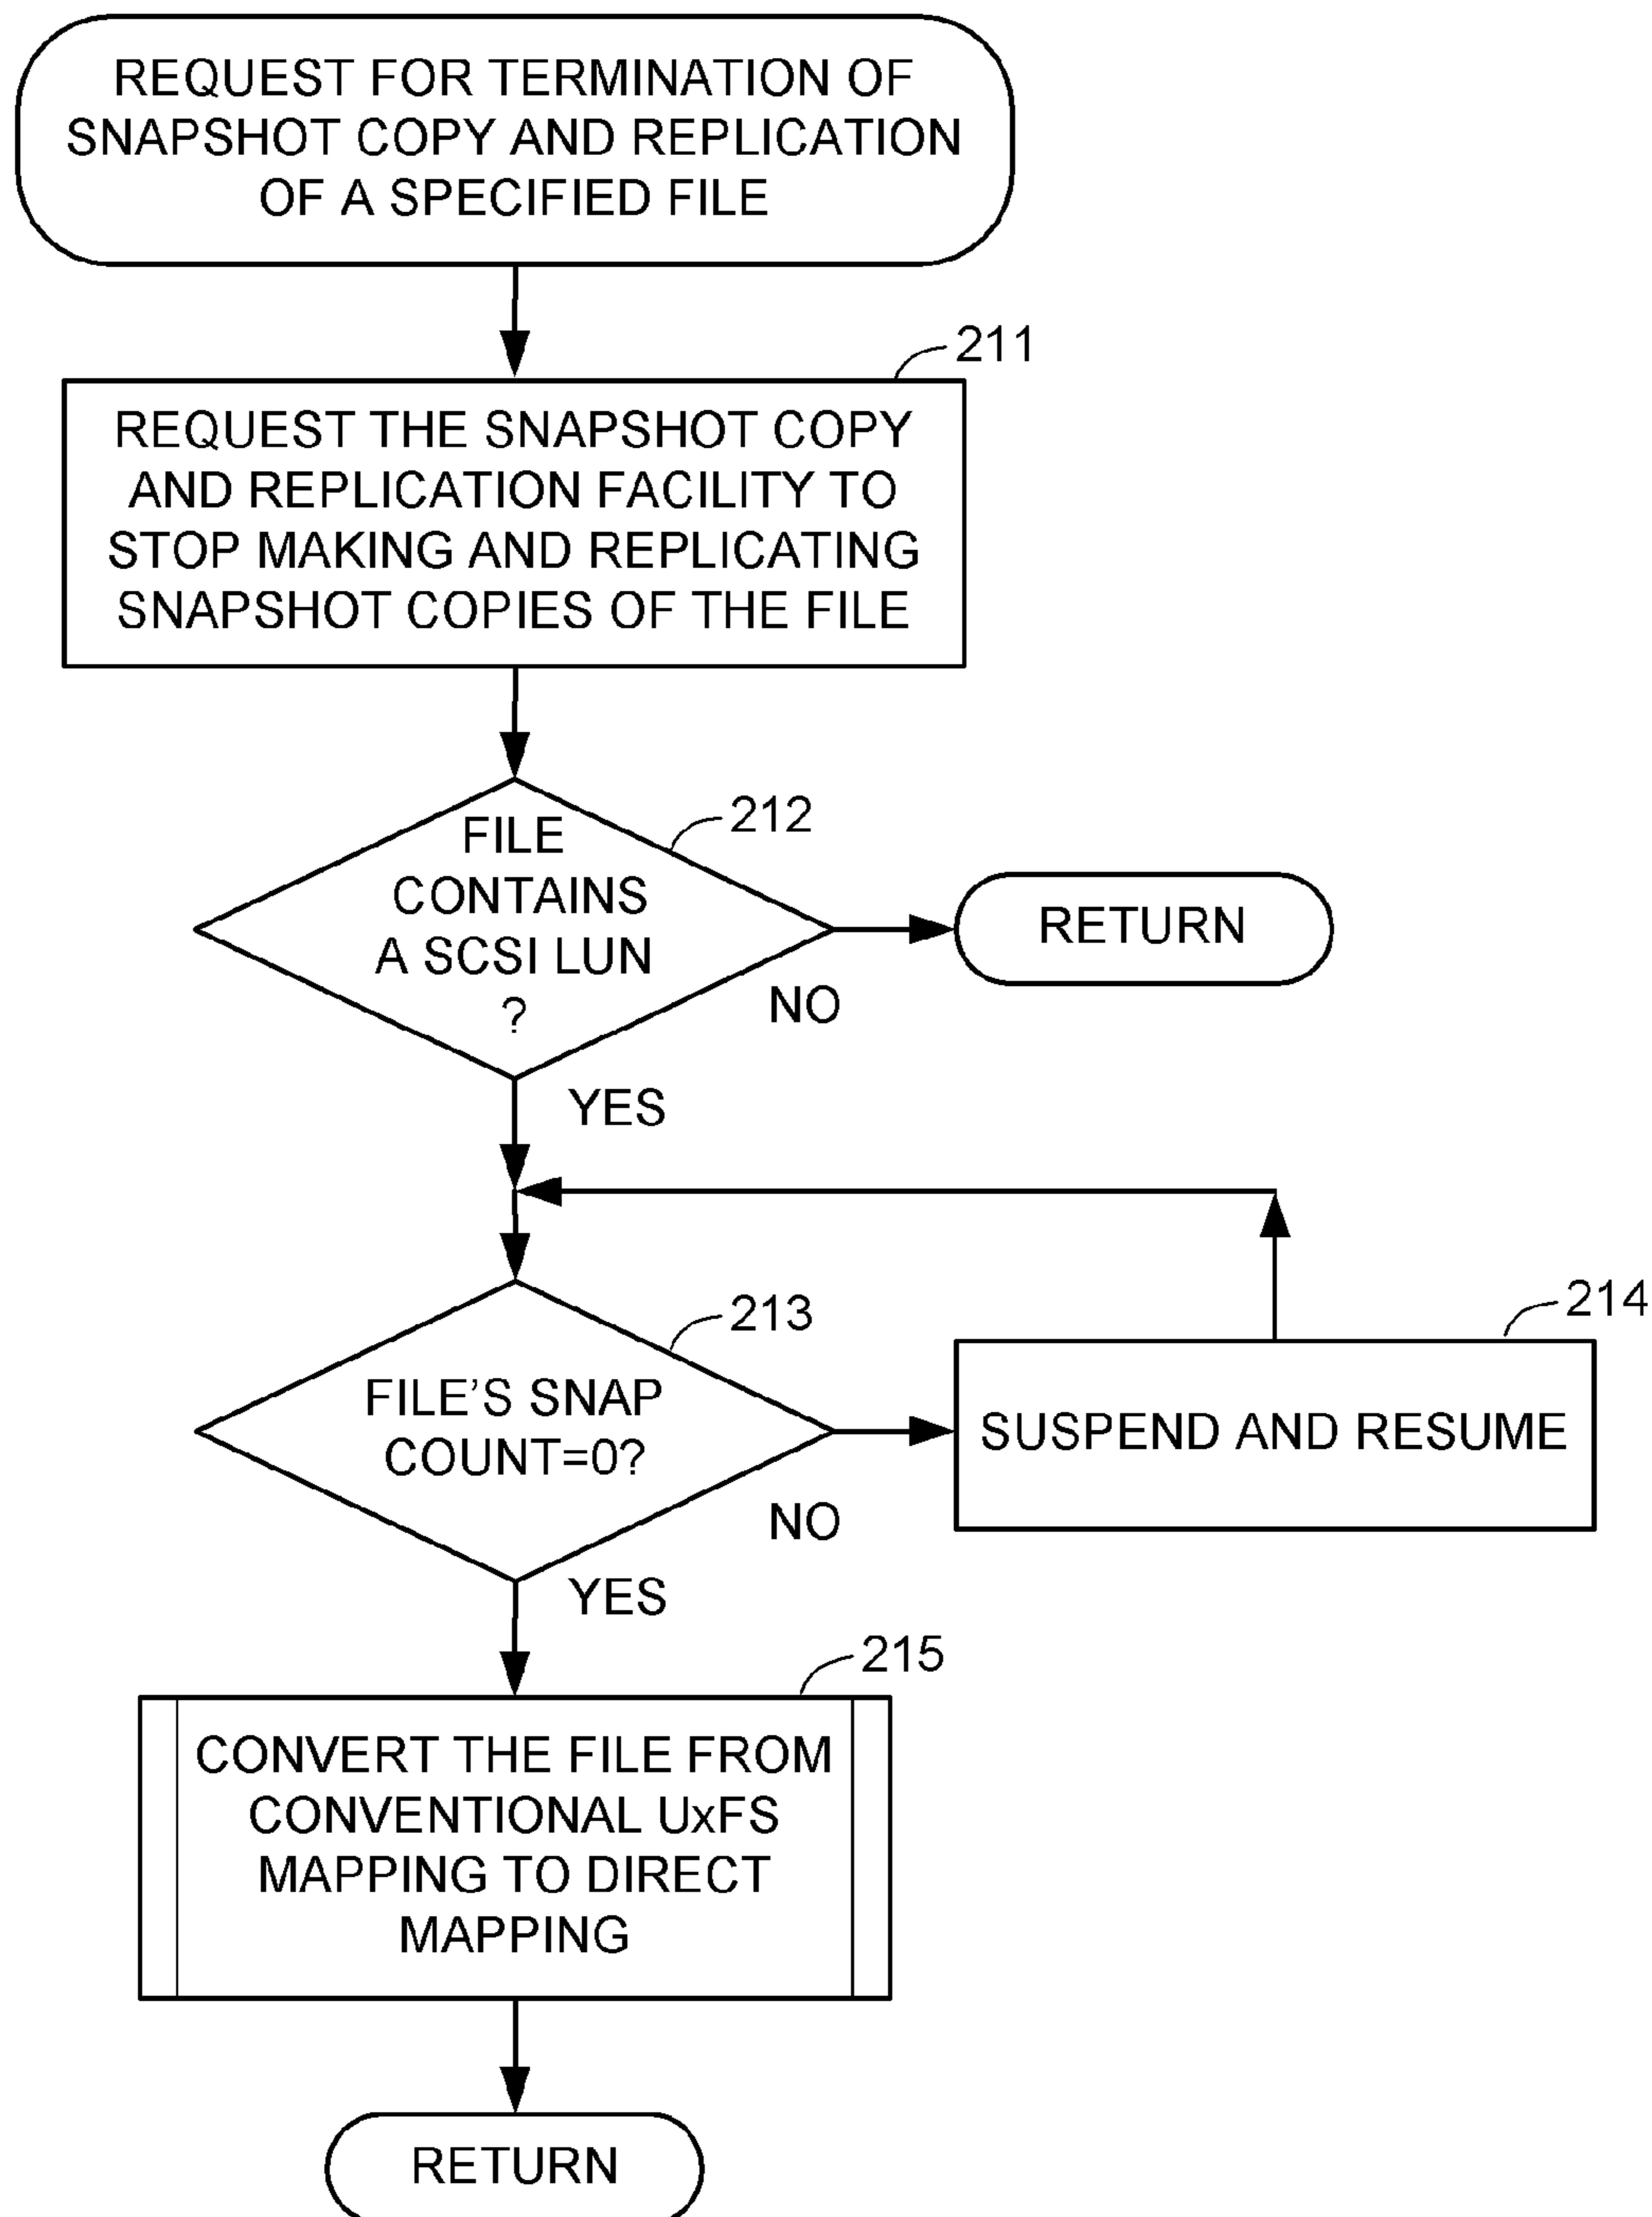 REQUEST FOR TERMINATION OF
SNAPSHOT COPY AND REPLICATION
OF A SPECIFIED FILE
211
REQUEST THE SNAPSHOT COPY
AND REPLICATION FACILITY TO
STOP MAKING AND REPLICATING
SNAPSHOT COPIES OF THE FILE
212
FILE
CONTAINS
A SCSI LUN
?
RETURN
NO
YES
213
FILE'S SNAP
COUNT=0?
214
SUSPEND AND RESUME
NO
YES
215
CONVERT THE FILE FROM
CONVENTIONAL UxFS
MAPPING TO DIRECT
MAPPING
RETURN